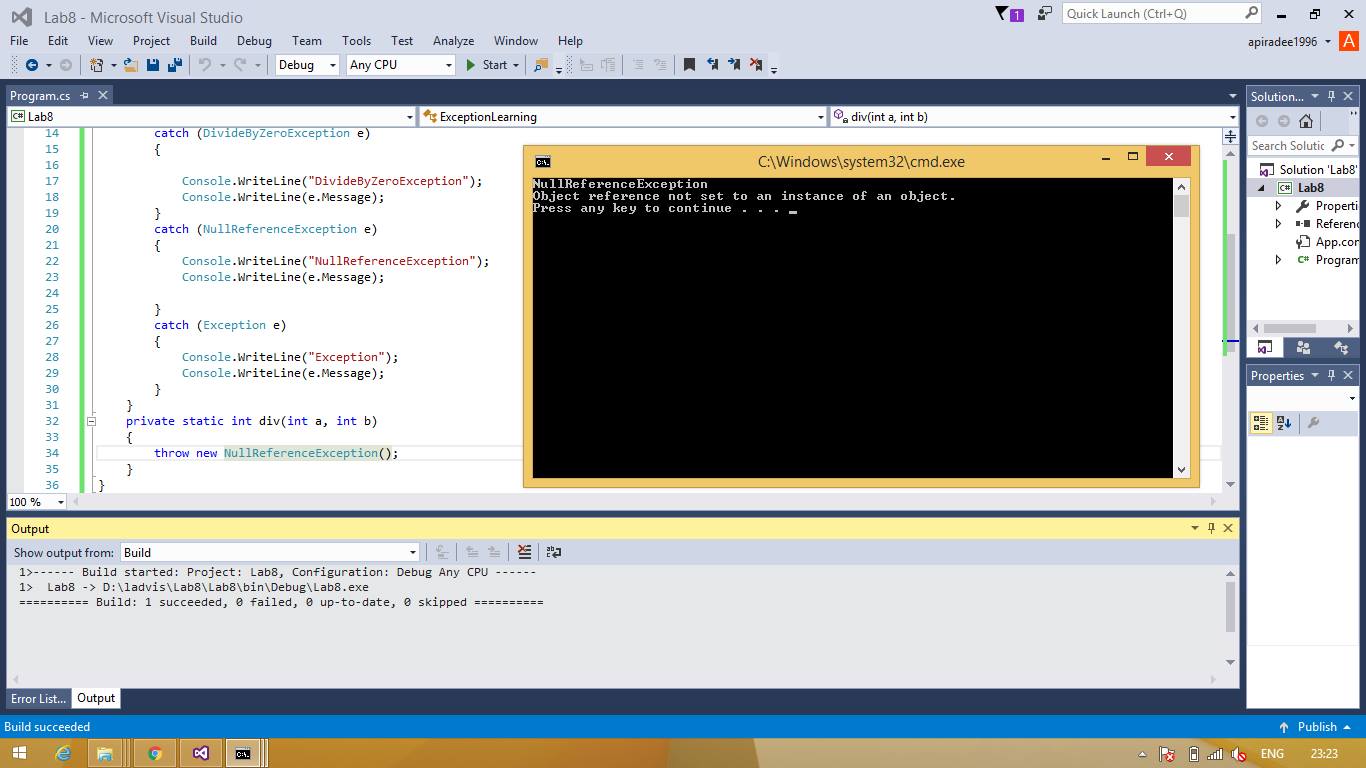 Lab8 - Microsoft Visual Studio
1
Quick Launch (Ctrl+Q)
File Edit View Project Build Debug Team Tools Test Analyze Window Help
apiradee1996
A
Debug Any CPU Start
Program.cs
Lab8 ExceptionLearning div(int a, int b)
14 catch (DivideByZeroException e)
15 {
16
17 Console.WriteLine("DivideByZeroException");
18 Console.WriteLine(e.Message);
19 }
20 catch (NullReferenceException e)
21 {
22 Console.WriteLine("NullReferenceException");
23 Console.WriteLine(e.Message);
24
25 }
26 catch (Exception e)
27 {
28 Console.WriteLine("Exception");
29 Console.WriteLine(e.Message);
30 }
31 }
32 private static int div(int a, int b)
33 {
34 throw new NullReferenceException();
35 }
36 }
100 %
C:\Windows\system32\cmd.exe
NullReferenceException
Object reference not set to an instance of an object.
Press any key to continue . . .
Solution...
Search Solutic
Solution 'Lab8'
C# Lab8
Properti
Referenc
App.con
C# Program
Properties
Output
Show output from: Build
1>------ Build started: Project: Lab8, Configuration: Debug Any CPU ------
1>  Lab8 -> D:\ladvis\Lab8\Lab8\bin\Debug\Lab8.exe
========== Build: 1 succeeded, 0 failed, 0 up-to-date, 0 skipped ==========
Error List... Output
Build succeeded
Publish
ENG 23:23